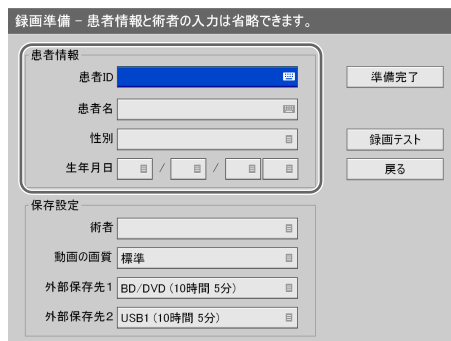 録画準備 – 患者情報と術者の入力は省略できます。
患者情報
患者ID
準備完了
患者名
性別
録画テスト
生年月日 / /
戻る
保存設定
術者
動画の画質 標準
外部保存先1 BD/DVD (10時間 5分)
外部保存先2 USB1 (10時間 5分)